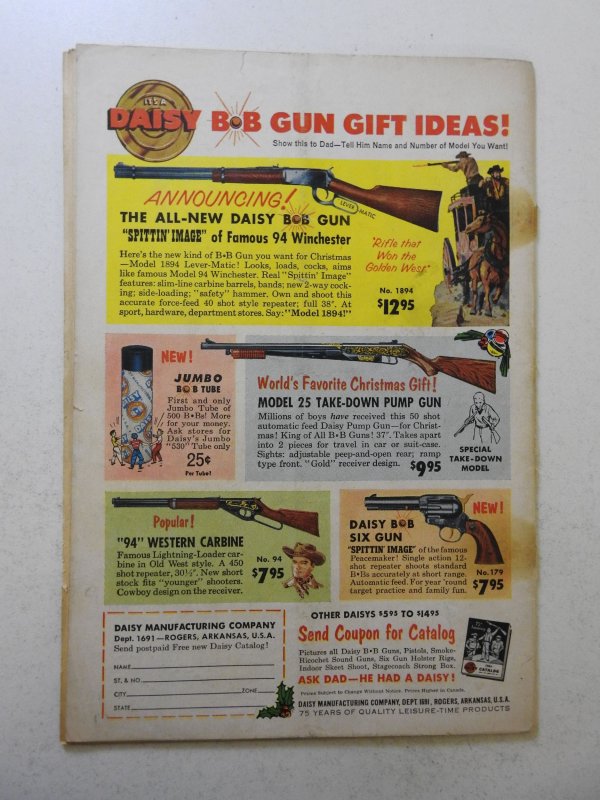 IT'S A
DAISY B•B GUN GIFT IDEAS!
Show this to Dad—Tell Him Name and Number of Model You Want!
ANNOUNCING!
LEVER-MATIC
THE ALL-NEW DAISY B•B GUN
"SPITTIN' IMAGE" of Famous 94 Winchester
Here's the new kind of B•B Gun you want for Christmas
—Model 1894 Lever-Matic! Looks, loads, cocks, aims
like famous Model 94 Winchester. Real "Spittin' Image"
features: slim-line carbine barrels, bands; new 2-way cock-
ing; side-loading; "safety" hammer. Own and shoot this
accurate force-feed 40 shot style repeater; full 38". At
sport, hardware, department stores. Say: "Model 1894!"
"Rifle that
Won the
Golden West"
No. 1894
$12.95
NEW!
JUMBO
B•B TUBE
First and only
Jumbo Tube of
500 B•Bs! More
for your money.
Ask stores for
Daisy's Jumbo
"530" Tube only
25¢
Per Tube!
World's Favorite Christmas Gift!
MODEL 25 TAKE-DOWN PUMP GUN
Millions of boys have received this 50 shot
automatic feed Daisy Pump Gun—for Christ-
mas! King of All B•B Guns! 37". Takes apart
into 2 pieces for travel in car or suit-case.
Sights: adjustable peep-and-open rear; ramp
type front. "Gold" receiver design.
$9.95
SPECIAL
TAKE-DOWN
MODEL
Popular!
"94" WESTERN CARBINE
Famous Lightning-Loader car-
bine in Old West style. A 450
shot repeater, 30½". New short
stock fits "younger" shooters.
Cowboy design on the receiver.
No. 94
$7.95
NEW!
DAISY B•B
SIX GUN
"SPITTIN' IMAGE" of the famous
Peacemaker! Single action 12-
shot repeater shoots standard
B•Bs accurately at short range.
Automatic feed. For year 'round
target practice and family fun.
No. 179
$7.95
DAISY MANUFACTURING COMPANY
Dept. 1691—ROGERS, ARKANSAS, U.S.A.
Send postpaid Free new Daisy Catalog!
NAME
ST. & NO.
CITY ZONE
STATE
OTHER DAISYS $5.95 TO $14.95
Send Coupon for Catalog
Pictures all Daisy B•B Guns, Pistols, Smoke-
Ricochet Sound Guns, Six Gun Holster Rigs,
Indoor Skeet Shoot, Stagecoach Strong Box.
ASK DAD—HE HAD A DAISY!
CATALOG
Prices Subject to Change Without Notice. Prices Higher in Canada.
DAISY MANUFACTURING COMPANY, DEPT. 1691, ROGERS, ARKANSAS, U.S.A.
75 YEARS OF QUALITY LEISURE-TIME PRODUCTS